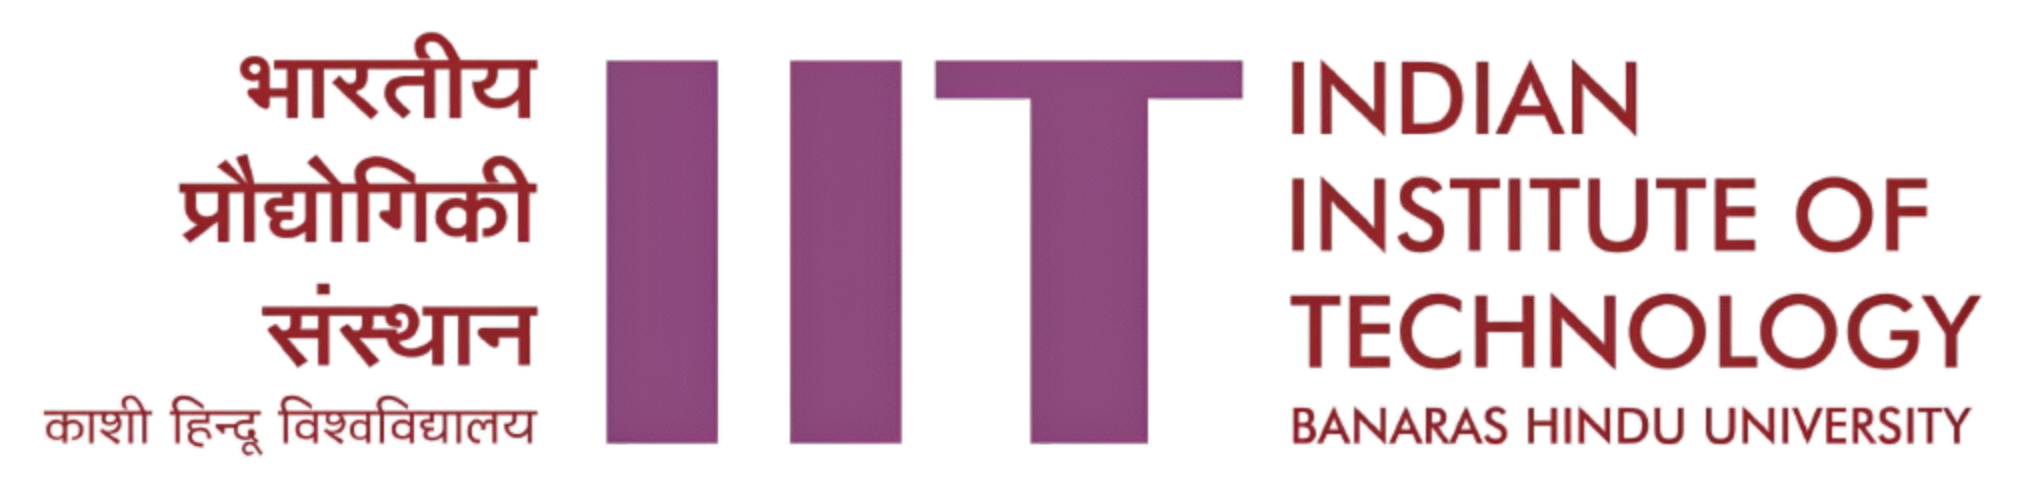 भारतीय
प्रौद्योगिकी
संस्थान
काशी हिन्दू विश्वविद्यालय
IIT
INDIAN
INSTITUTE OF
TECHNOLOGY
BANARAS HINDU UNIVERSITY